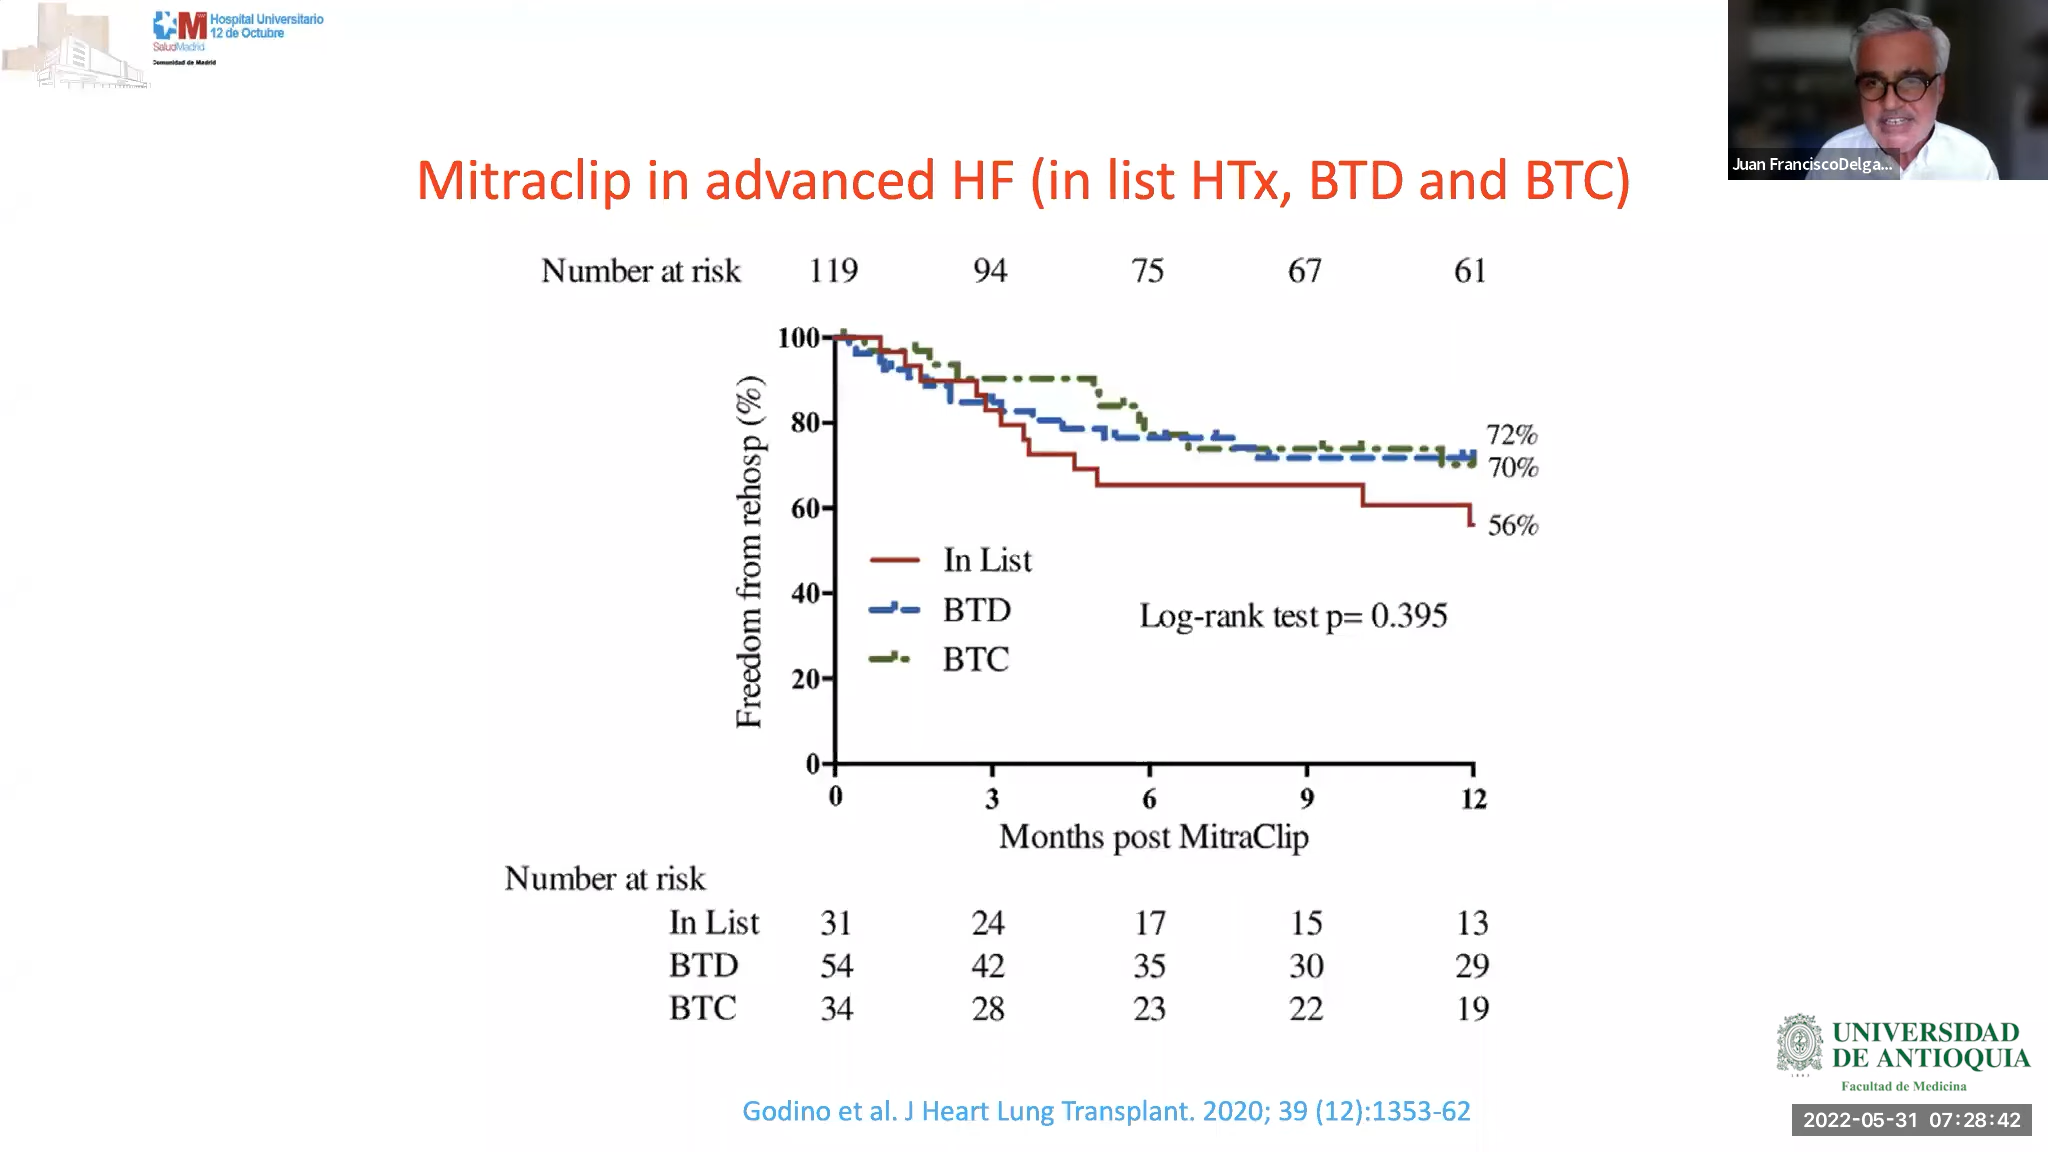 Hospital Universitario
12 de Octubre
SaludMadrid
Comunidad de Madrid
Juan FranciscoDelga...
Mitraclip in advanced HF (in list HTx, BTD and BTC)
Number at risk 119 94 75 67 61
Freedom from rehosp (%)
100
80
60
40
20
0
72%
70%
56%
In List
BTD
BTC
Log-rank test p= 0.395
0 3 6 9 12
Months post MitraClip
Number at risk
In List 31 24 17 15 13
BTD 54 42 35 30 29
BTC 34 28 23 22 19
Godino et al. J Heart Lung Transplant. 2020; 39 (12):1353-62
UNIVERSIDAD
DE ANTIOQUIA
Facultad de Medicina
2022-05-31 07:28:42